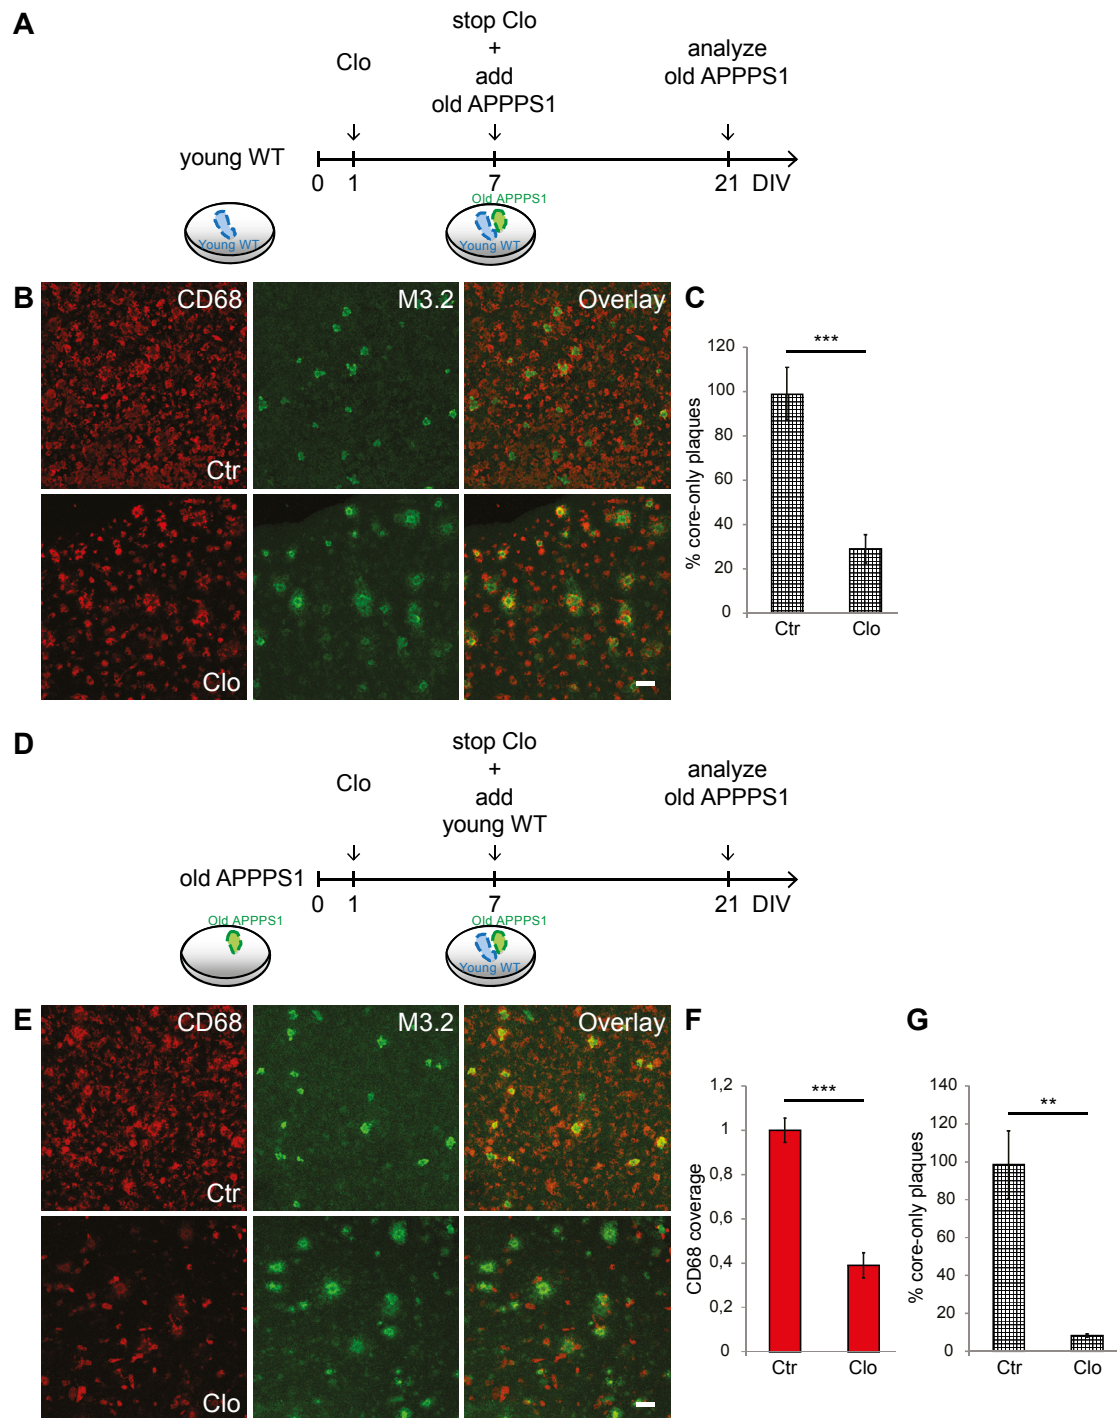 A
Clo
stop Clo
+
add
old APPPS1
analyze
old APPPS1
young WT
0 1 7 21 DIV
Young WT
Old APPPS1
Young WT
B
CD68 M3.2 Overlay
Ctr
Clo
C
120
100
80
60
40
20
0
% core-only plaques
***
Ctr Clo
D
Clo
stop Clo
+
add
young WT
analyze
old APPPS1
old APPPS1
0 1 7 21 DIV
Old APPPS1
Old APPPS1
Young WT
E
CD68 M3.2 Overlay
Ctr
Clo
F
1,2
1
0,8
0,6
0,4
0,2
0
CD68 coverage
***
Ctr Clo
G
140
120
100
80
60
40
20
0
% core-only plaques
**
Ctr Clo